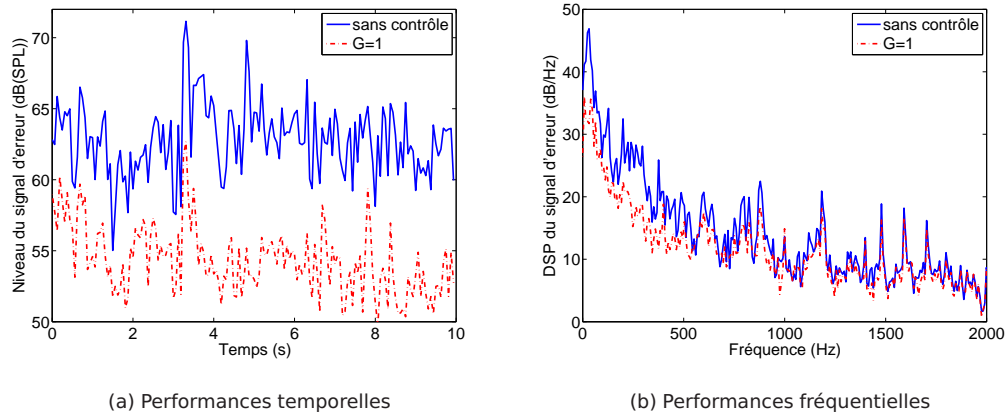 70
65
60
55
50
0
2
4
6
8
10
Niveau du signal d'erreur (dB(SPL))
Temps (s)
sans contrôle
G=1
(a) Performances temporelles
50
40
30
20
10
0
0
500
1000
1500
2000
DSP du signal d'erreur (dB/Hz)
Fréquence (Hz)
sans contrôle
G=1
(b) Performances fréquentielles